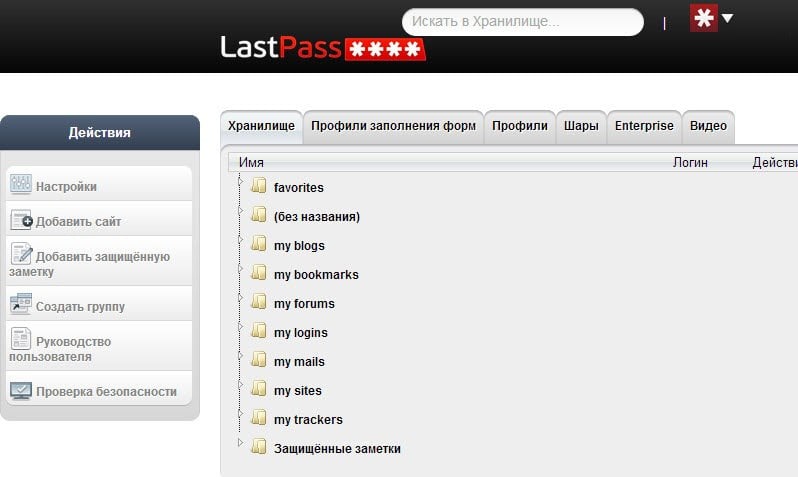 Искать в Хранилище...
|
LastPass ****
Действия
Настройки
Добавить сайт
Добавить защищённую
заметку
Создать группу
Руководство
пользователя
Проверка безопасности
Хранилище Профили заполнения форм Профили Шары Enterprise Видео
Имя Логин Действи
favorites
(без названия)
my blogs
my bookmarks
my forums
my logins
my mails
my sites
my trackers
Защищённые заметки